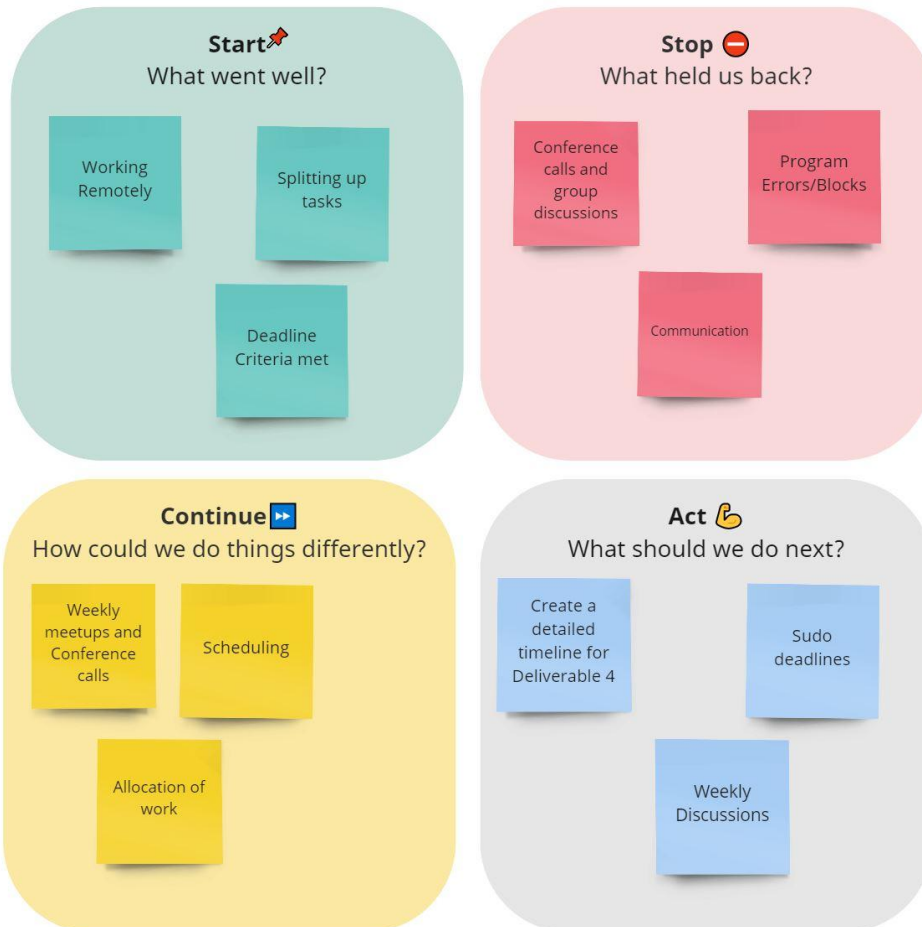 Start
What went well?
Working
Remotely
Splitting up
tasks
Deadline
Criteria met
Stop
What held us back?
Conference
calls and
group
discussions
Program
Errors/Blocks
Communication
Continue
How could we do things differently?
Weekly
meetups and
Conference
calls
Scheduling
Allocation of
work
Act
What should we do next?
Create a
detailed
timeline for
Deliverable 4
Sudo
deadlines
Weekly
Discussions